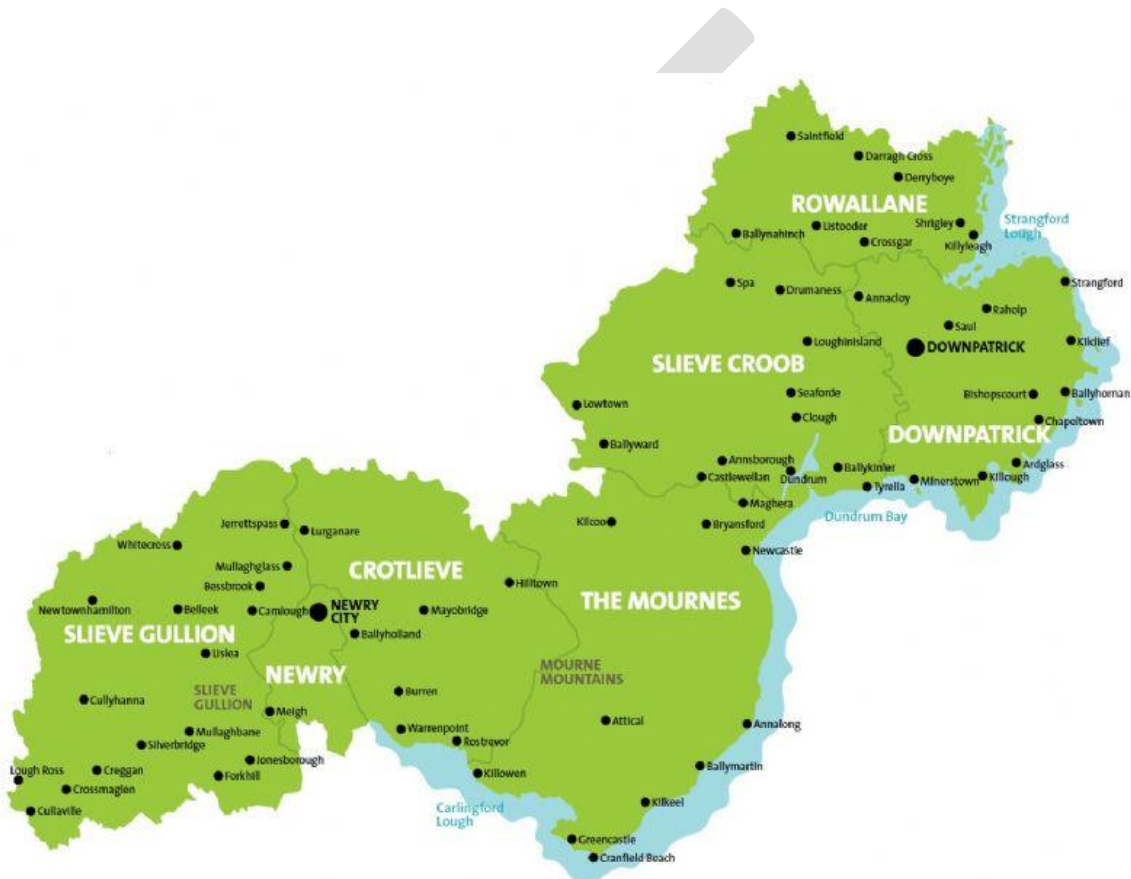 Saintfield
Darragh Cross
Derryboye
ROWALLANE
Shrigley
Listooder
Strangford
Lough
Ballynahinch
Crossgar
Killyleagh
Spa
Drumaness
Annacloy
Strangford
Raholp
Saul
Loughinisland
DOWNPATRICK
Kilclief
SLIEVE CROOB
Seaforde
Bishopscourt
Ballyhornan
Lowtown
Clough
Chapeltown
DOWNPATRICK
Ballyward
Annsborough
Ballykinler
Ardglass
Castlewellan
Dundrum
Tyrella
Minerstown
Killough
Maghera
Dundrum Bay
Kilcoo
Bryansford
Jerrettspass
Lurganare
Whitecross
Newcastle
Mullaghglass
CROTLIEVE
Bessbrook
Hilltown
THE MOURNES
Newtownhamilton
Belleek
Camlough
NEWRY
CITY
Mayobridge
SLIEVE GULLION
Ballyholland
Lislea
MOURNE
MOUNTAINS
NEWRY
SLIEVE
GULLION
Burren
Cullyhanna
Meigh
Attical
Annalong
Mullaghbane
Warrenpoint
Silverbridge
Rostrevor
Jonesborough
Lough Ross
Creggan
Forkhill
Killowen
Ballymartin
Crossmaglen
Cullaville
Carlingford
Lough
Kilkeel
Greencastle
Cranfield Beach